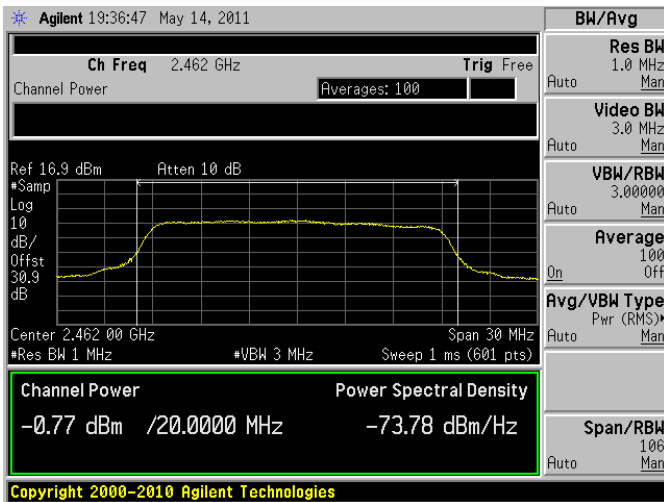 Agilent 19:36:47 May 14, 2011
BW/Avg
Ch Freq 2.462 GHz Trig Free
Channel Power Averages: 100
Ref 16.9 dBm Atten 10 dB
#Samp
Log
10
dB/
Offst
30.9
dB
Center 2.462 00 GHz Span 30 MHz
#Res BW 1 MHz #VBW 3 MHz Sweep 1 ms (601 pts)
Channel Power Power Spectral Density
-0.77 dBm /20.0000 MHz -73.78 dBm/Hz
Res BW
1.0 MHz
Auto Man
Video BW
3.0 MHz
Auto Man
VBW/RBW
3.00000
Auto Man
Average
100
On Off
Avg/VBW Type
Pwr (RMS)▸
Auto Man
Span/RBW
106
Auto Man
Copyright 2000-2010 Agilent Technologies